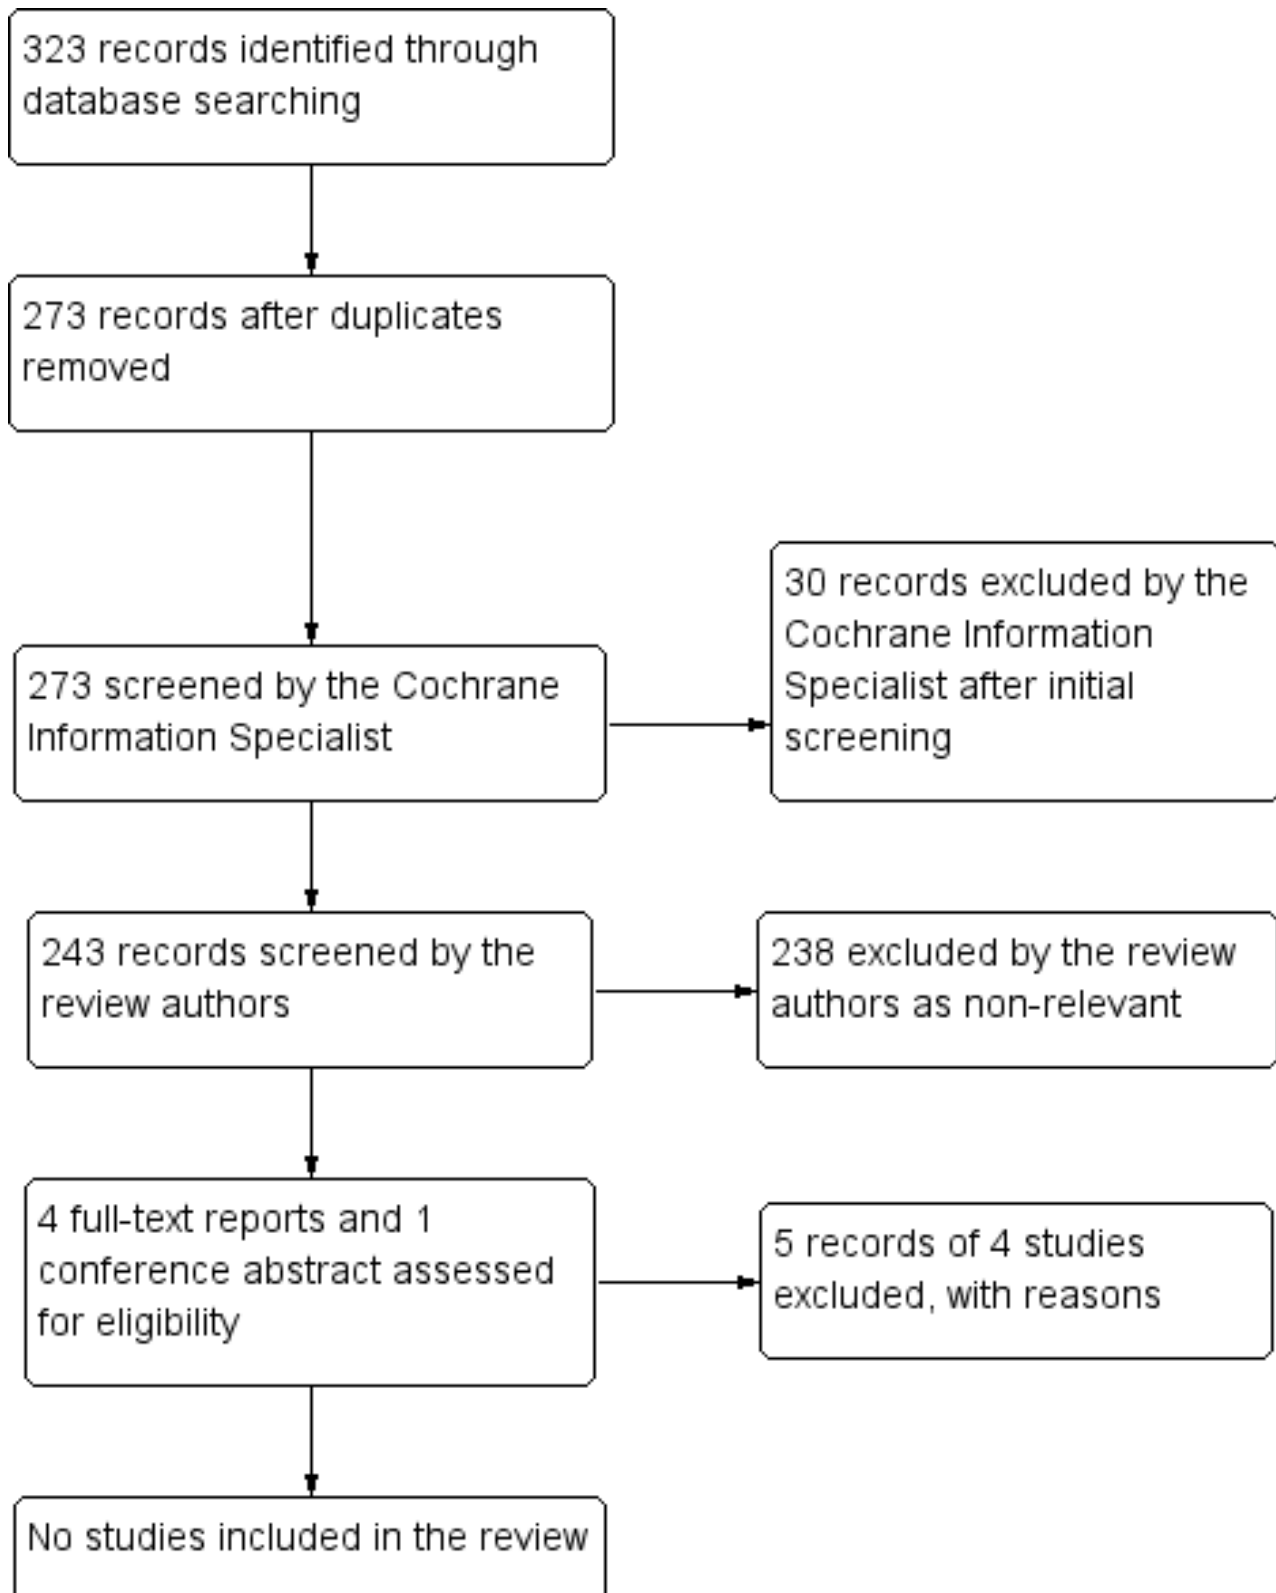 323 records identified through
database searching
273 records after duplicates
removed
273 screened by the Cochrane
Information Specialist
30 records excluded by the
Cochrane Information
Specialist after initial
screening
243 records screened by the
review authors
238 excluded by the review
authors as non-relevant
4 full-text reports and 1
conference abstract assessed
for eligibility
5 records of 4 studies
excluded, with reasons
No studies included in the review